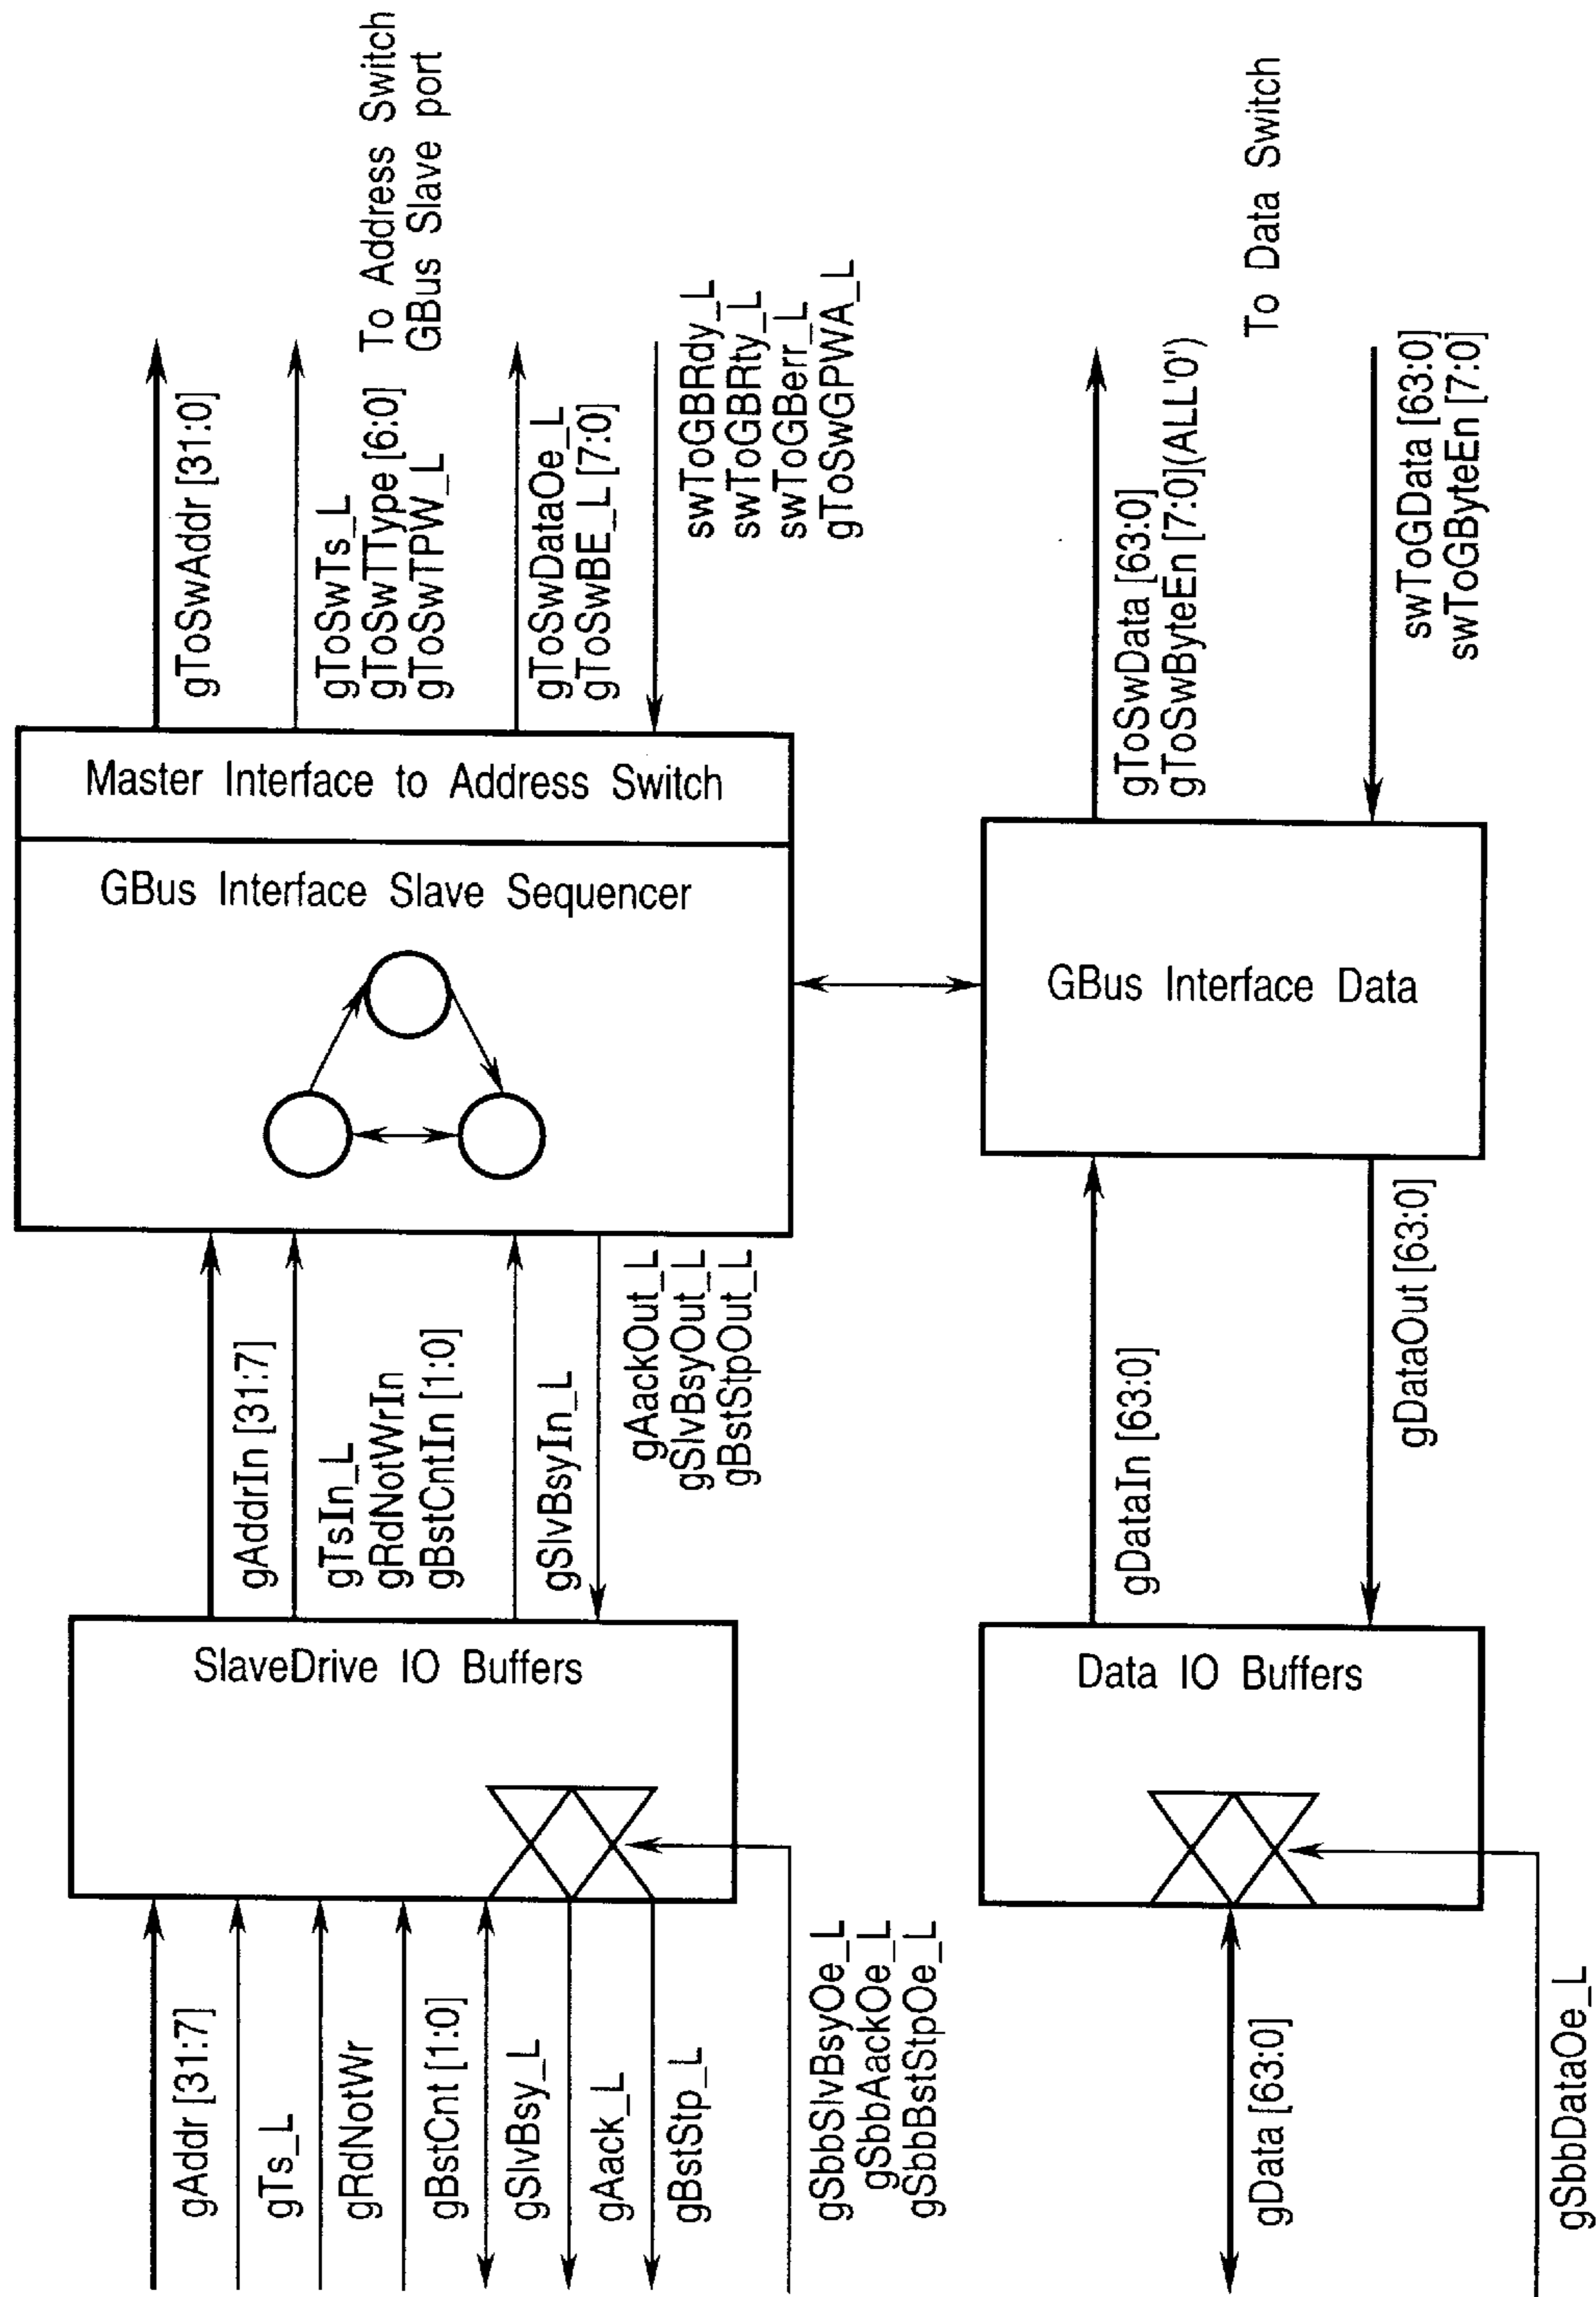 gAddr [31:7]
gTs_L
gRdNotWr
gBstCnt [1:0]
gSlvBsy_L
gAack_L
gBstStp_L
gSbbSlvBsyOe_L
gSbbAackOe_L
gSbbBstStpOe_L
SlaveDrive IO Buffers
gAddrIn [31:7]
gTsIn_L
gRdNotWrIn
gBstCntIn [1:0]
gSlvBsyIn_L
gAackOut_L
gSlvBsyOut_L
gBstStpOut_L
GBus Interface Slave Sequencer
Master Interface to Address Switch
gToSwAddr [31:0]
gToSwTs_L
gToSwTType [6:0]
gToSwTPW_L
To Address Switch
GBus Slave port
gToSwDataOe_L
gToSwBE_L [7:0]
swToGBRdy_L
swToGBRty_L
swToGBerr_L
gToSwGPWA_L
gData [63:0]
gSbbDataOe_L
Data IO Buffers
gDataIn [63:0]
gDataOut [63:0]
GBus Interface Data
gToSwData [63:0]
gToSwByteEn [7:0](ALL'0')
To Data Switch
swToGData [63:0]
swToGByteEn [7:0]